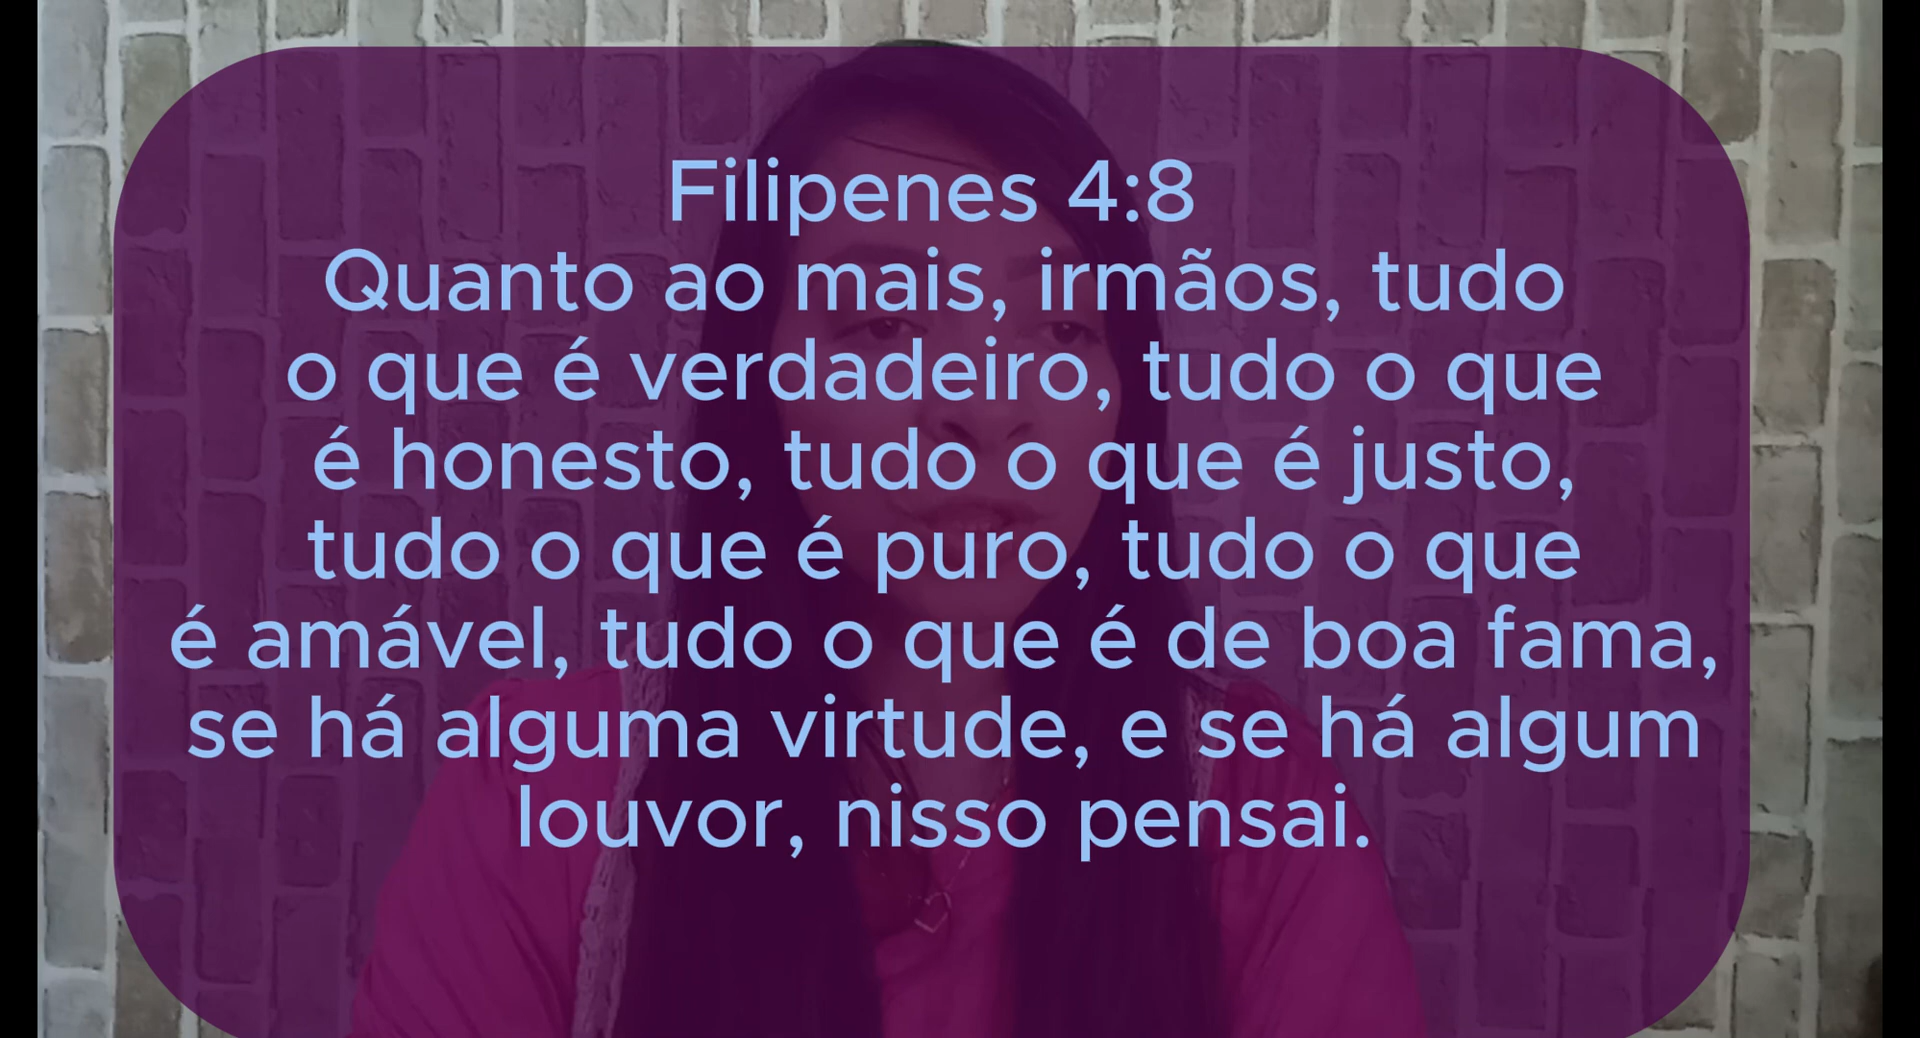 Filipenes 4:8
Quanto ao mais, irmãos, tudo
o que é verdadeiro, tudo o que
é honesto, tudo o que é justo,
tudo o que é puro, tudo o que
é amável, tudo o que é de boa fama,
se há alguma virtude, e se há algum
louvor, nisso pensai.